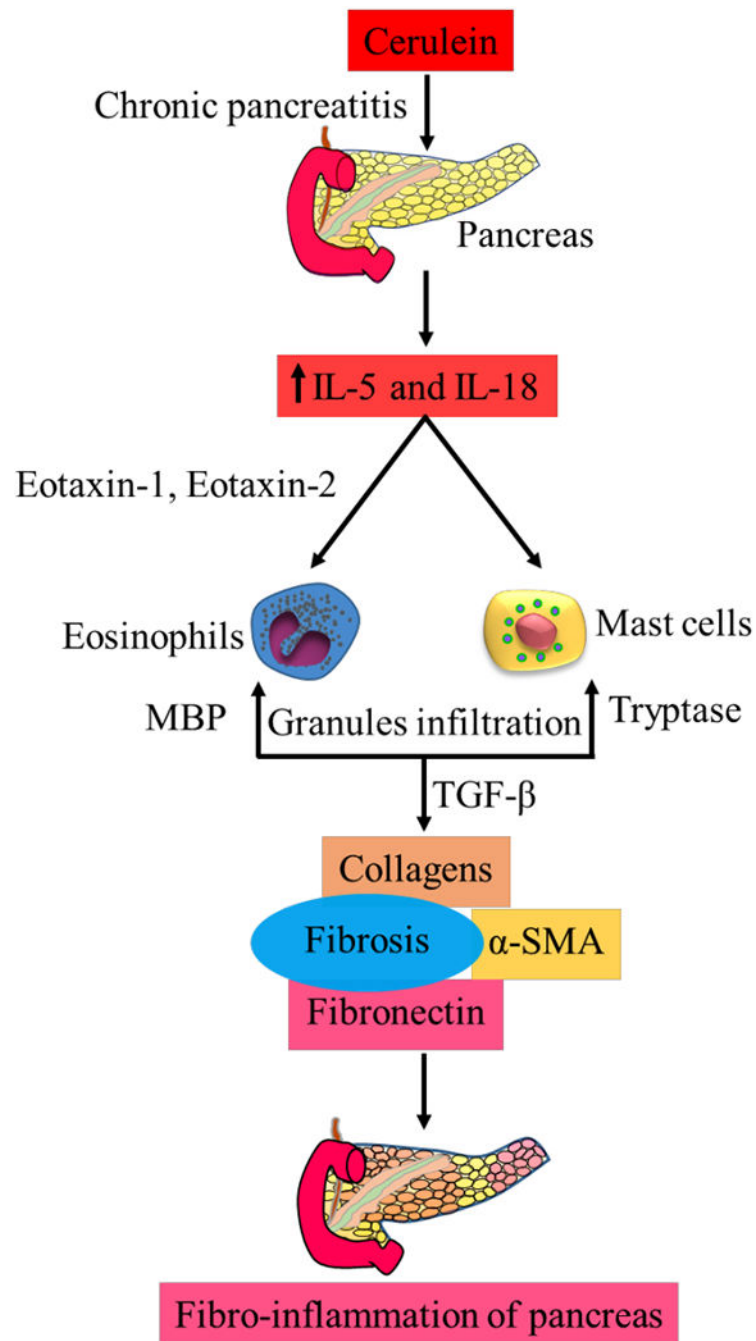 Cerulein
Chronic pancreatitis
Pancreas
IL-5 and IL-18
Eotaxin-1, Eotaxin-2
Eosinophils
Mast cells
MBP
Granules infiltration
Tryptase
TGF-β
Collagens
Fibrosis
α-SMA
Fibronectin
Fibro-inflammation of pancreas